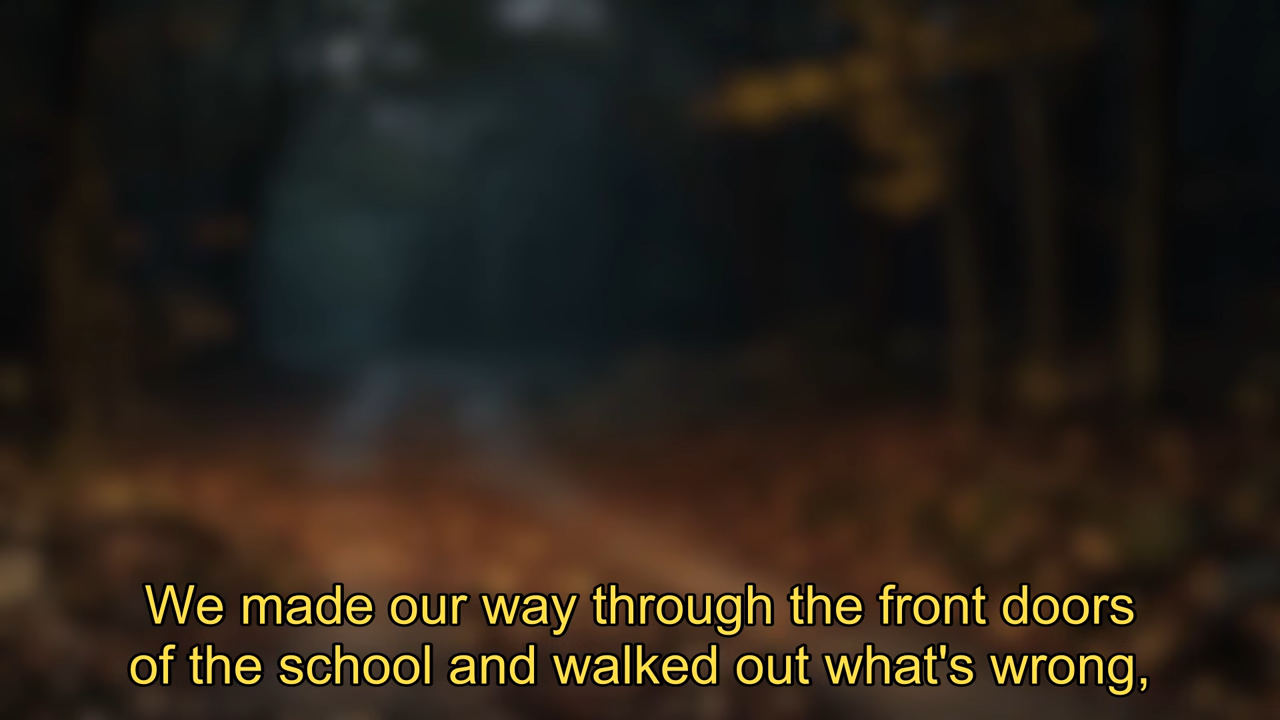 We made our way through the front doors
of the school and walked out what's wrong,